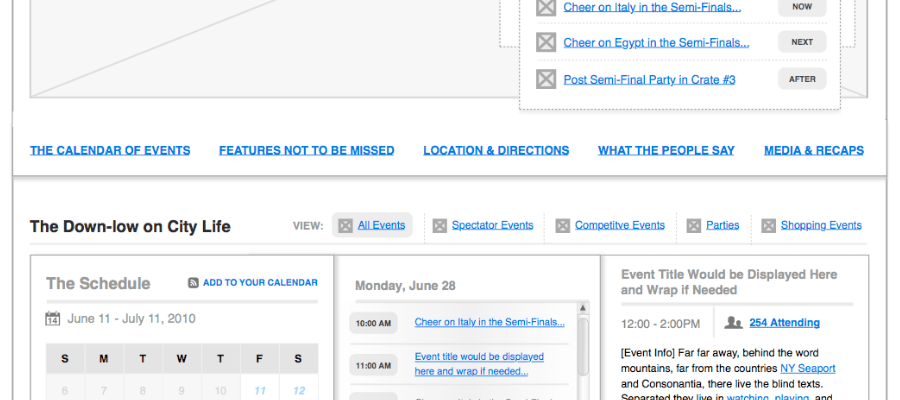 Cheer on Italy in the Semi-Finals... NOW
Cheer on Egypt in the Semi-Finals... NEXT
Post Semi-Final Party in Crate #3 AFTER
THE CALENDAR OF EVENTS FEATURES NOT TO BE MISSED LOCATION & DIRECTIONS WHAT THE PEOPLE SAY MEDIA & RECAPS
The Down-low on City Life VIEW: All Events Spectator Events Competitve Events Parties Shopping Events
The Schedule ADD TO YOUR CALENDAR
14 June 11 - July 11, 2010
S M T W T F S
6 7 8 9 10 11 12
Monday, June 28
10:00 AM Cheer on Italy in the Semi-Finals...
11:00 AM Event title would be displayed
here and wrap if needed...
Event Title Would be Displayed Here
and Wrap if Needed
12:00 - 2:00PM 254 Attending
[Event Info] Far far away, behind the word
mountains, far from the countries NY Seaport
and Consonantia, there live the blind texts.
Separated they live in watching, playing, and